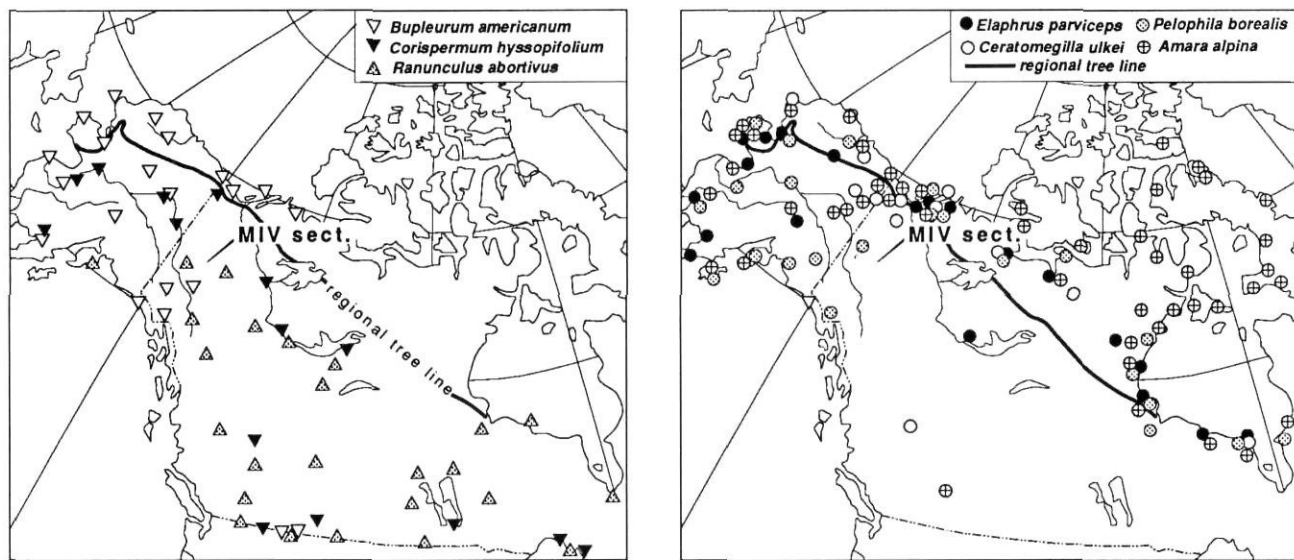 Bupleurum americanum
Corispermum hyssopifolium
Ranunculus abortivus
MIV sect.
regional tree line
Elaphrus parviceps Pelophila borealis
Ceratomegilla ulkei Amara alpina
regional tree line
MIV sect.